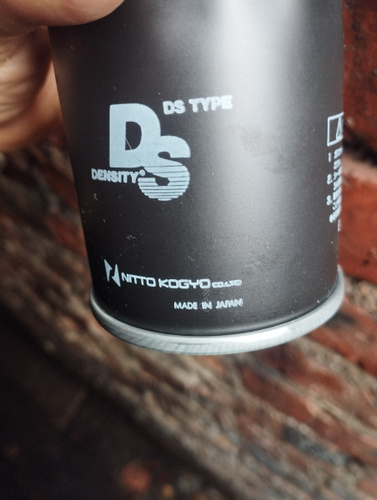 DS TYPE
DS
DENSITY
NITTO KOGYO CO.,LTD
MADE IN JAPAN